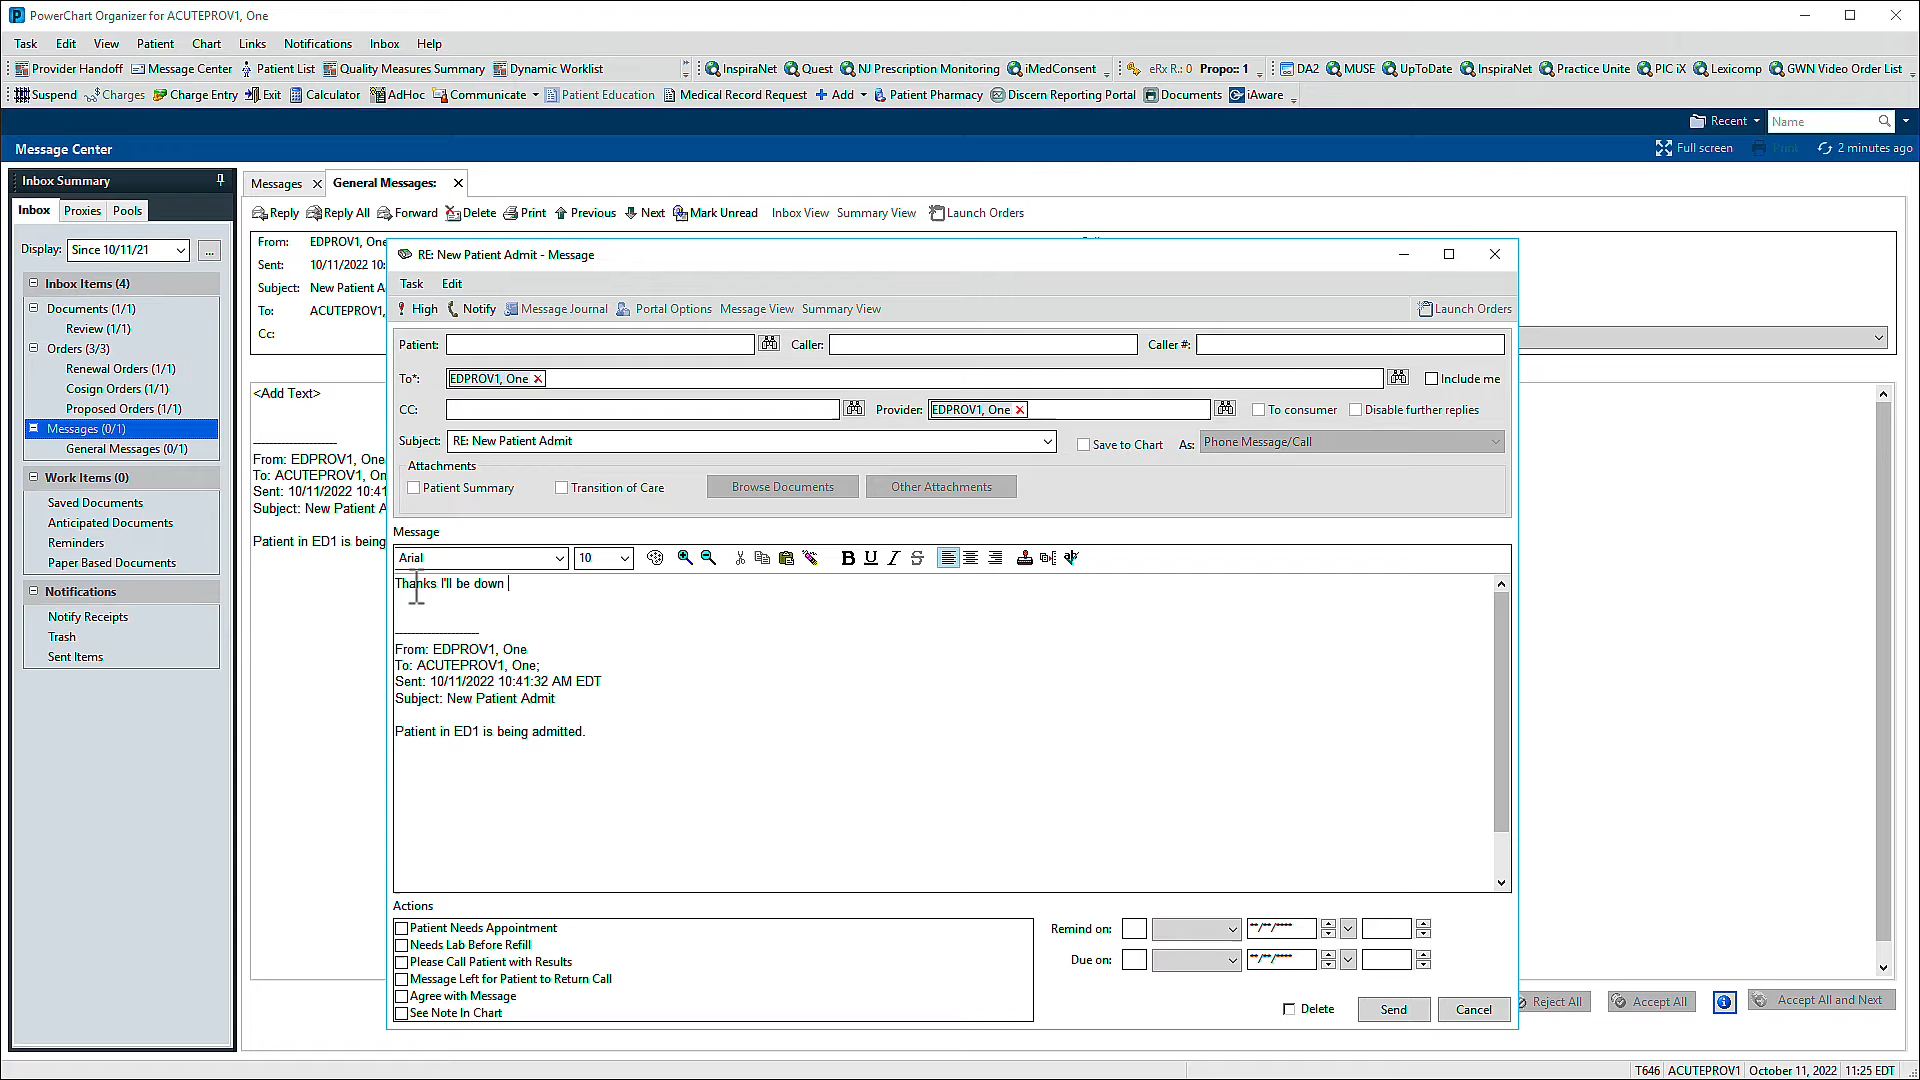 PowerChart Organizer for ACUTEPROV1, One
Task Edit View Patient Chart Links Notifications Inbox Help
Provider Handoff Message Center Patient List Quality Measures Summary Dynamic Worklist InspiraNet Quest NJ Prescription Monitoring iMedConsent eRx R.: 0 Propo:: 1 DA2 MUSE UpToDate InspiraNet Practice Unite PIC iX Lexicomp GWN Video Order List
Suspend Charges Charge Entry Exit Calculator AdHoc Communicate Patient Education Medical Record Request Add Patient Pharmacy Discern Reporting Portal Documents iAware
Recent Name
Message Center Full screen Print 2 minutes ago
Inbox Summary
Inbox Proxies Pools
Display: Since 10/11/21 ...
Inbox Items (4)
Documents (1/1)
Review (1/1)
Orders (3/3)
Renewal Orders (1/1)
Cosign Orders (1/1)
Proposed Orders (1/1)
Messages (0/1)
General Messages (0/1)
Work Items (0)
Saved Documents
Anticipated Documents
Reminders
Paper Based Documents
Notifications
Notify Receipts
Trash
Sent Items
Messages General Messages:
Reply Reply All Forward Delete Print Previous Next Mark Unread Inbox View Summary View Launch Orders
From: EDPROV1, One
Sent: 10/11/2022 10:
Subject: New Patient A
To: ACUTEPROV1,
Cc:
<Add Text>
From: EDPROV1, One
To: ACUTEPROV1, On
Sent: 10/11/2022 10:41
Subject: New Patient A
Patient in ED1 is being
RE: New Patient Admit - Message
Task Edit
High Notify Message Journal Portal Options Message View Summary View Launch Orders
Patient: Caller: Caller #:
To*: EDPROV1, One Include me
CC: Provider: EDPROV1, One To consumer Disable further replies
Subject: RE: New Patient Admit Save to Chart As: Phone Message/Call
Attachments
Patient Summary Transition of Care Browse Documents Other Attachments
Message
Arial 10
Thanks I'll be down
From: EDPROV1, One
To: ACUTEPROV1, One;
Sent: 10/11/2022 10:41:32 AM EDT
Subject: New Patient Admit
Patient in ED1 is being admitted.
Actions
Patient Needs Appointment
Needs Lab Before Refill
Please Call Patient with Results
Message Left for Patient to Return Call
Agree with Message
See Note In Chart
Remind on: **/**/****
Due on: **/**/****
Delete Send Cancel
Reject All Accept All Accept All and Next
T646 ACUTEPROV1 October 11, 2022 11:25 EDT